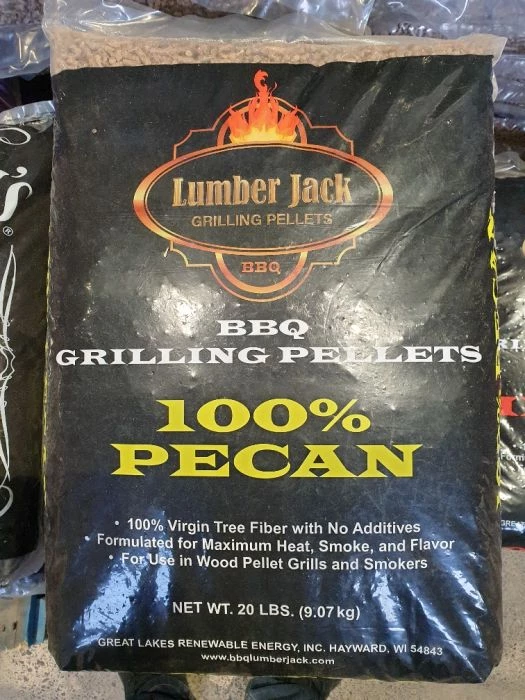 Lumber Jack
GRILLING PELLETS
BBQ
BBQ
GRILLING PELLETS
100%
PECAN
• 100% Virgin Tree Fiber with No Additives
• Formulated for Maximum Heat, Smoke, and Flavor
• For Use in Wood Pellet Grills and Smokers
NET WT. 20 LBS. (9.07 kg)
GREAT LAKES RENEWABLE ENERGY, INC. HAYWARD, WI 54843
www.bbqlumberjack.com